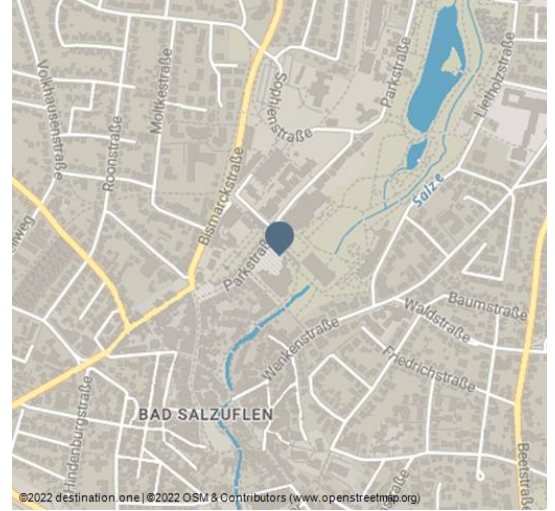 Volkhausenstraße
Roonstraße
Moltkestraße
Sophienstraße
Parkstraße
Lietholzstraße
Bismarckstraße
Salze
Parkstraße
Wenkenstraße
Waldstraße
Baumstraße
Friedrichstraße
BAD SALZUFLEN
Hindenburgstraße
Beetstraße
©2022 destination.one | ©2022 OSM & Contributors (www.openstreetmap.org)